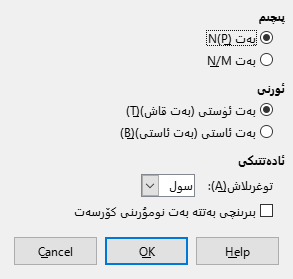 پىچىم
بەت N(P)
بەت N/M
ئورنى
بەت ئۈستى (بەت قاش)(T)
بەت ئاستى (بەت ئاستى)(B)
ئادەتتىكى
توغرىلاش(A):
سول
بىرىنچى بەتتە بەت نومۇرىنى كۆرسەت
Cancel
OK
Help